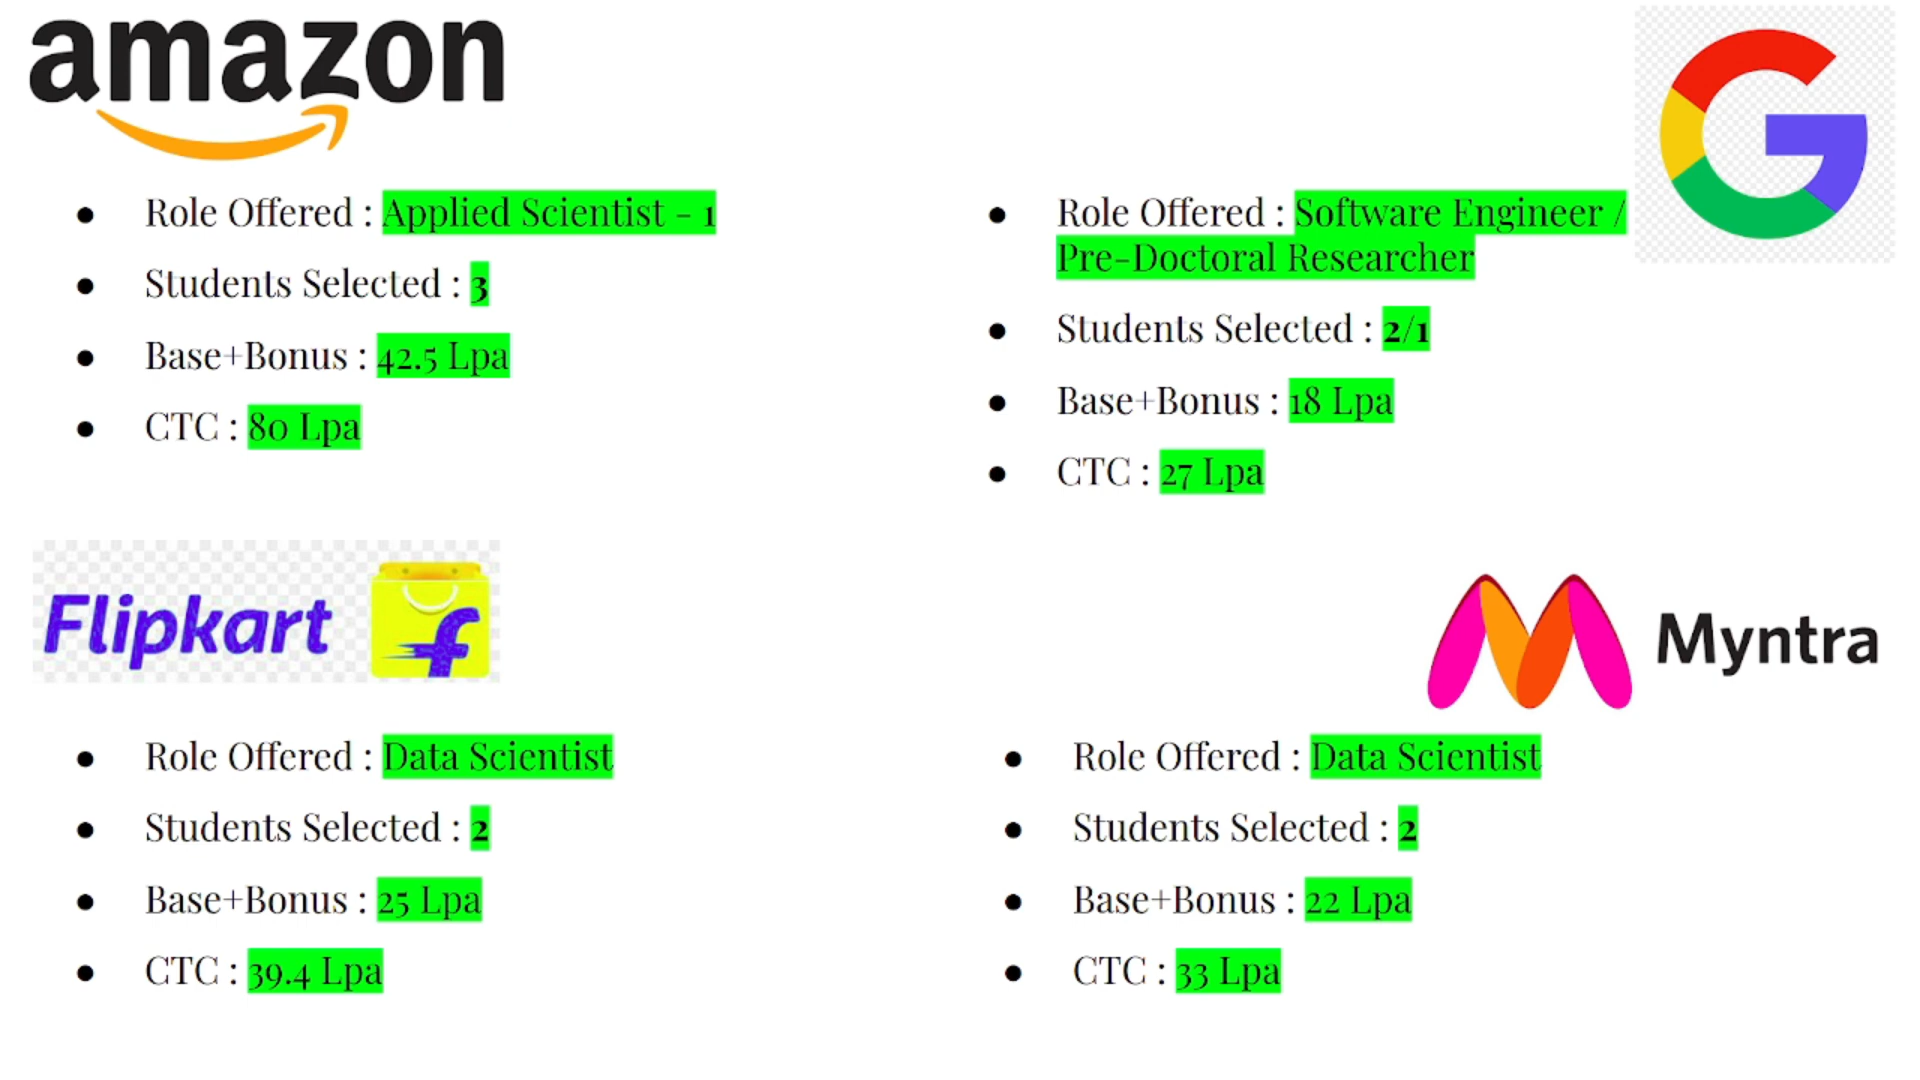 amazon
● Role Offered : Applied Scientist - 1
● Students Selected : 3
● Base+Bonus : 42.5 Lpa
● CTC : 80 Lpa
G
● Role Offered : Software Engineer /
Pre-Doctoral Researcher
● Students Selected : 2/1
● Base+Bonus : 18 Lpa
● CTC : 27 Lpa
Flipkart
● Role Offered : Data Scientist
● Students Selected : 2
● Base+Bonus : 25 Lpa
● CTC : 39.4 Lpa
Myntra
● Role Offered : Data Scientist
● Students Selected : 2
● Base+Bonus : 22 Lpa
● CTC : 33 Lpa